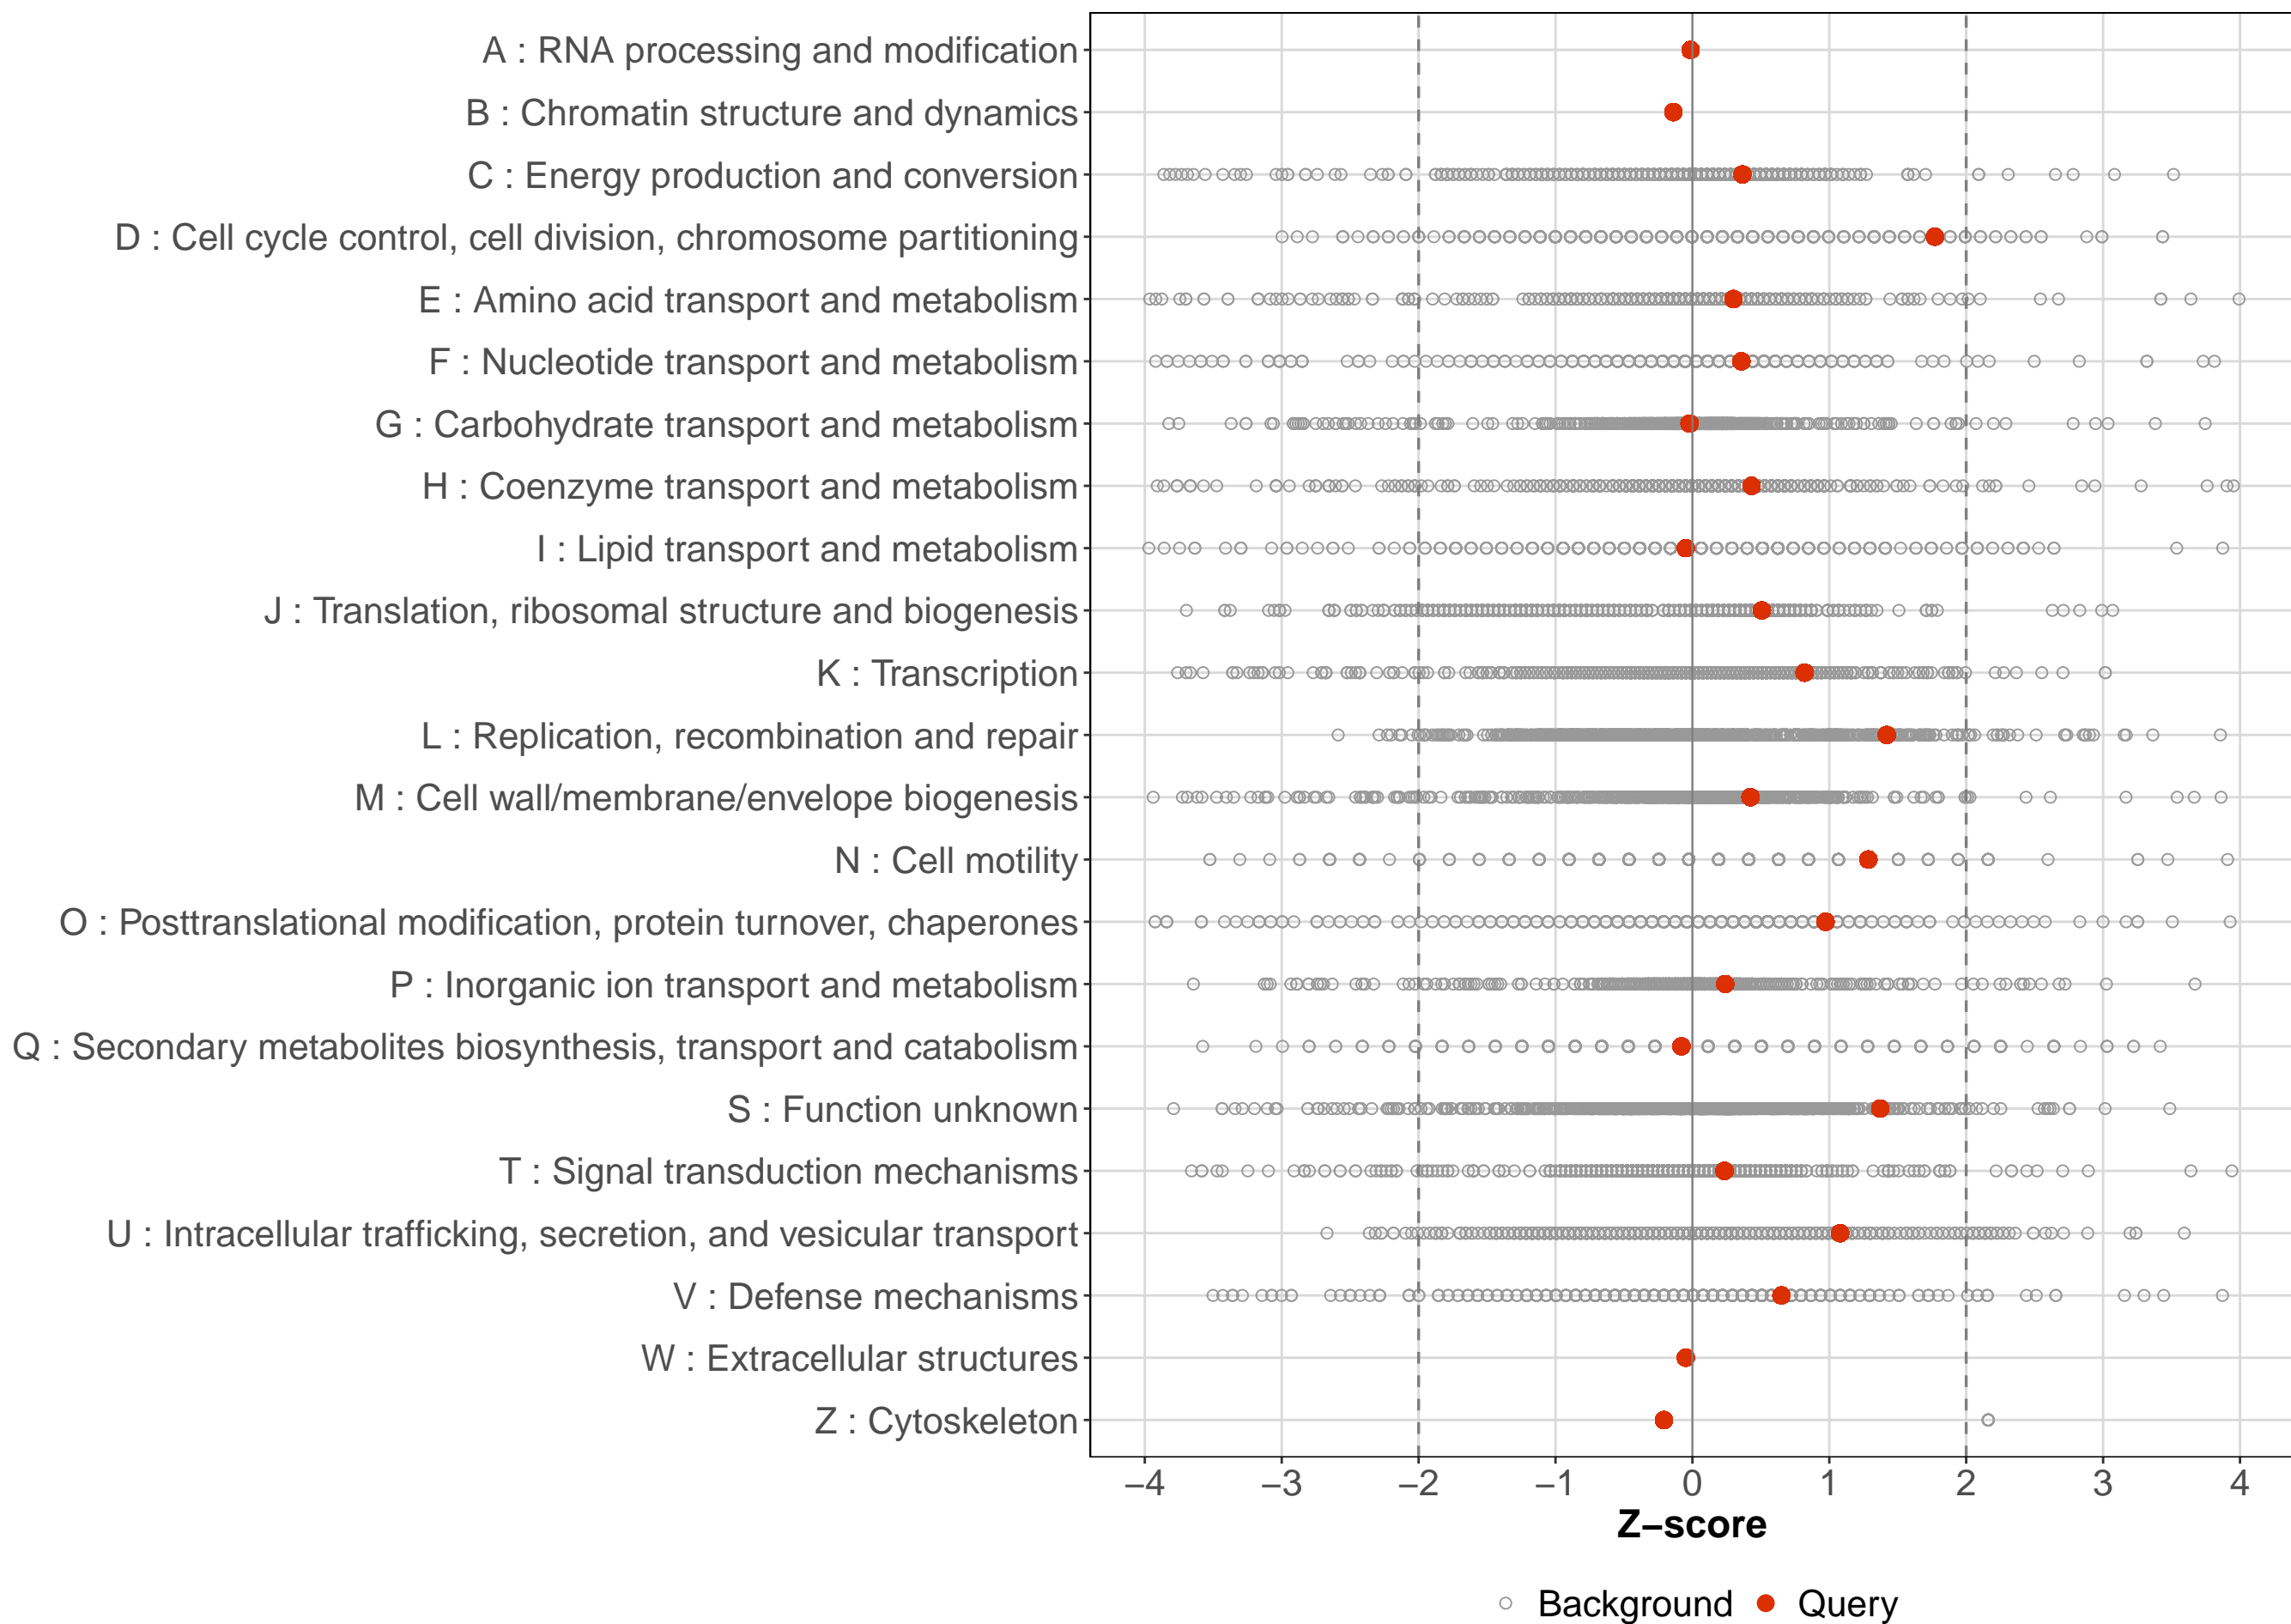 A : RNA processing and modification
B : Chromatin structure and dynamics
C : Energy production and conversion
D : Cell cycle control, cell division, chromosome partitioning
E : Amino acid transport and metabolism
F : Nucleotide transport and metabolism
G : Carbohydrate transport and metabolism
H : Coenzyme transport and metabolism
I : Lipid transport and metabolism
J : Translation, ribosomal structure and biogenesis
K : Transcription
L : Replication, recombination and repair
M : Cell wall/membrane/envelope biogenesis
N : Cell motility
O : Posttranslational modification, protein turnover, chaperones
P : Inorganic ion transport and metabolism
Q : Secondary metabolites biosynthesis, transport and catabolism
S : Function unknown
T : Signal transduction mechanisms
U : Intracellular trafficking, secretion, and vesicular transport
V : Defense mechanisms
W : Extracellular structures
Z : Cytoskeleton
−4 −3 −2 −1 0 1 2 3 4
Z−score
Background Query